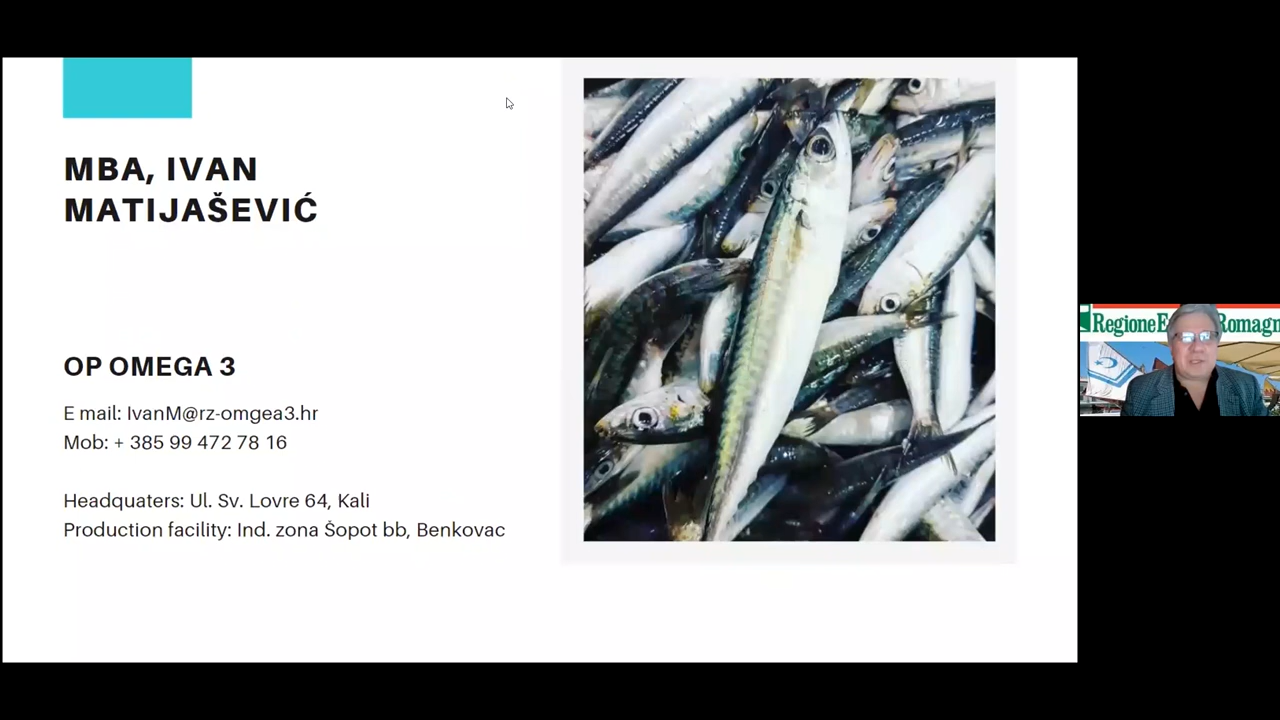 MBA, IVAN
MATIJAŠEVIĆ
OP OMEGA 3
E mail: IvanM@rz-omgea3.hr
Mob: + 385 99 472 78 16
Headquaters: Ul. Sv. Lovre 64, Kali
Production facility: Ind. zona Šopot bb, Benkovac
RegioneE Romagn